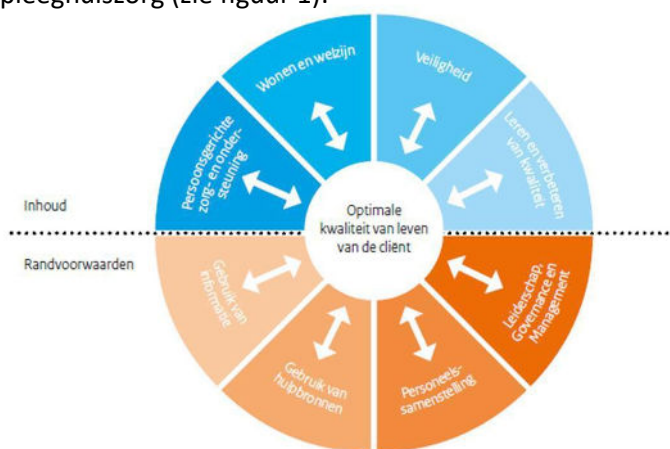 pleeghuiszorg (zie figuur 1).
Wonen en welzijn
Veiligheid
Persoonsgerichte
zorg- en onder-
steuning
Leren en verbeteren
van kwaliteit
Inhoud
Optimale
kwaliteit van leven
van de cliënt
Randvoorwaarden
Gebruik van
informatie
Leiderschap,
Governance en
Management
Gebruik van
hulpbronnen
Personeels-
samenstelling